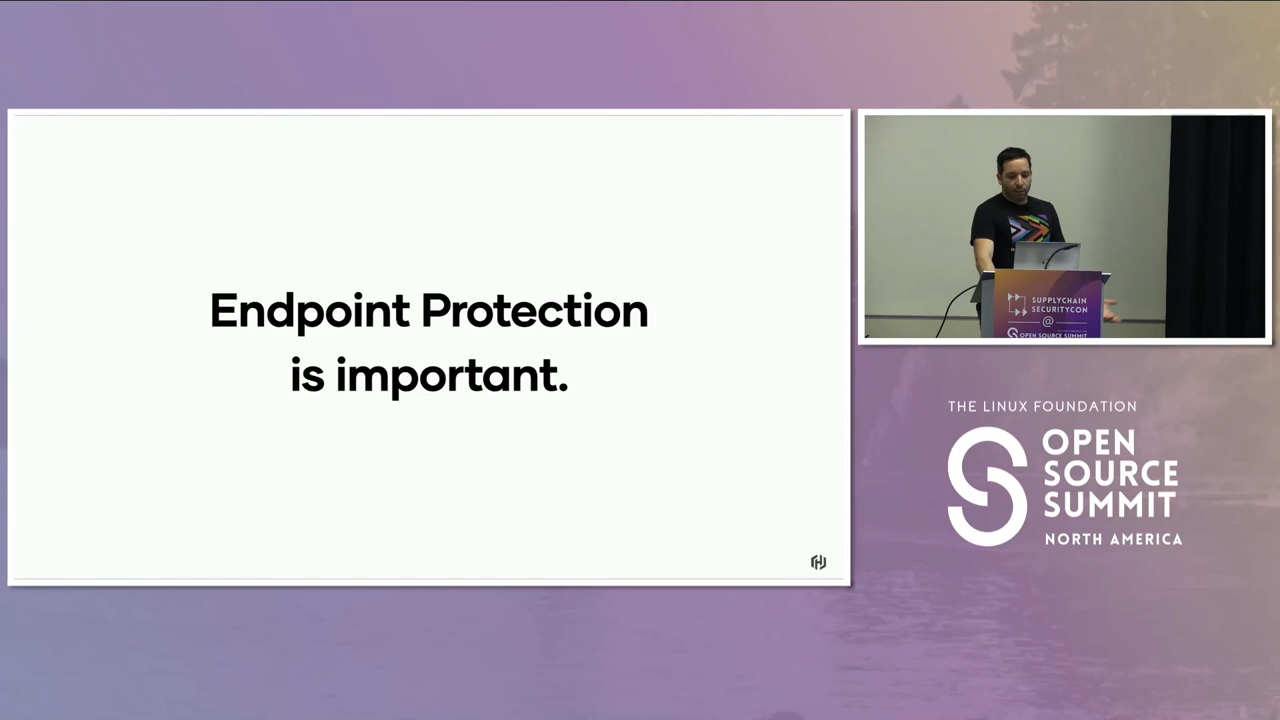 Endpoint Protection
is important.
SUPPLYCHAIN
SECURITYCON
@
OPEN SOURCE SUMMIT
THE LINUX FOUNDATION
OPEN
SOURCE
SUMMIT
NORTH AMERICA